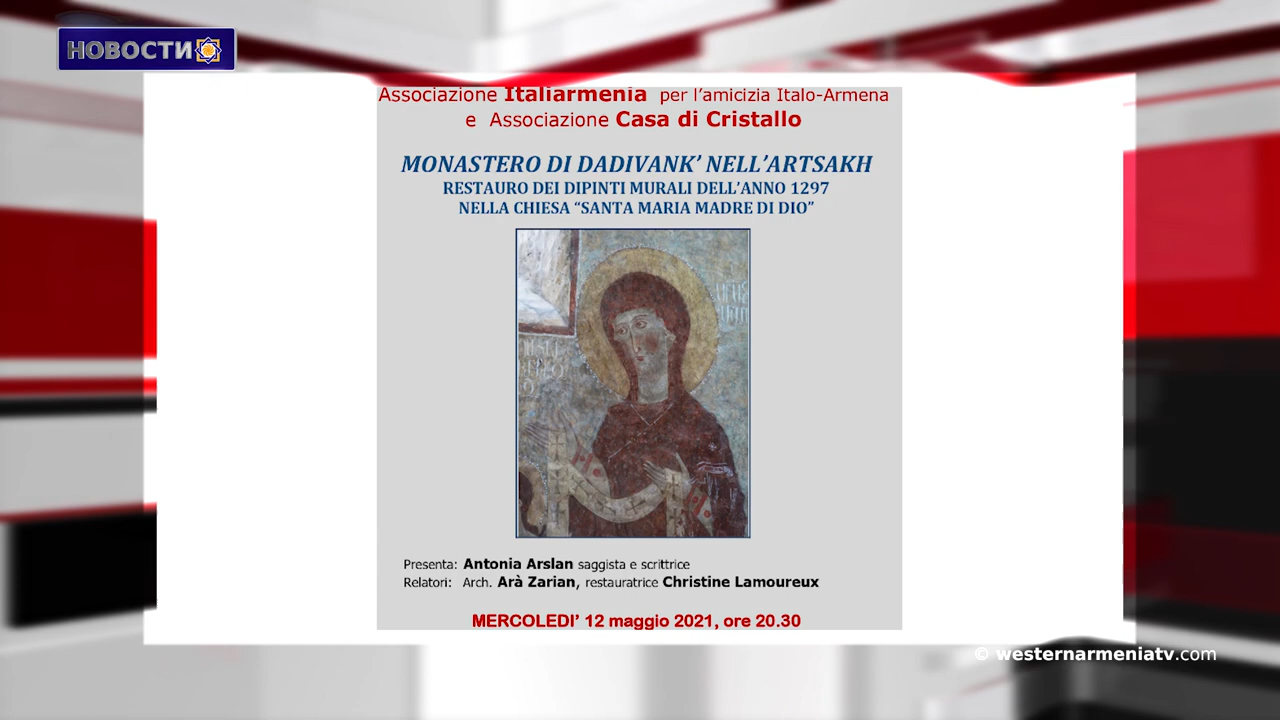 НОВОСТИ
Associazione Italiarmenia per l'amicizia Italo-Armena
e Associazione Casa di Cristallo
MONASTERO DI DADIVANK' NELL'ARTSAKH
RESTAURO DEI DIPINTI MURALI DELL'ANNO 1297
NELLA CHIESA “SANTA MARIA MADRE DI DIO”
Presenta: Antonia Arslan saggista e scrittrice
Relatori: Arch. Arà Zarian, restauratrice Christine Lamoureux
MERCOLEDI' 12 maggio 2021, ore 20.30
© westernarmeniatv.com